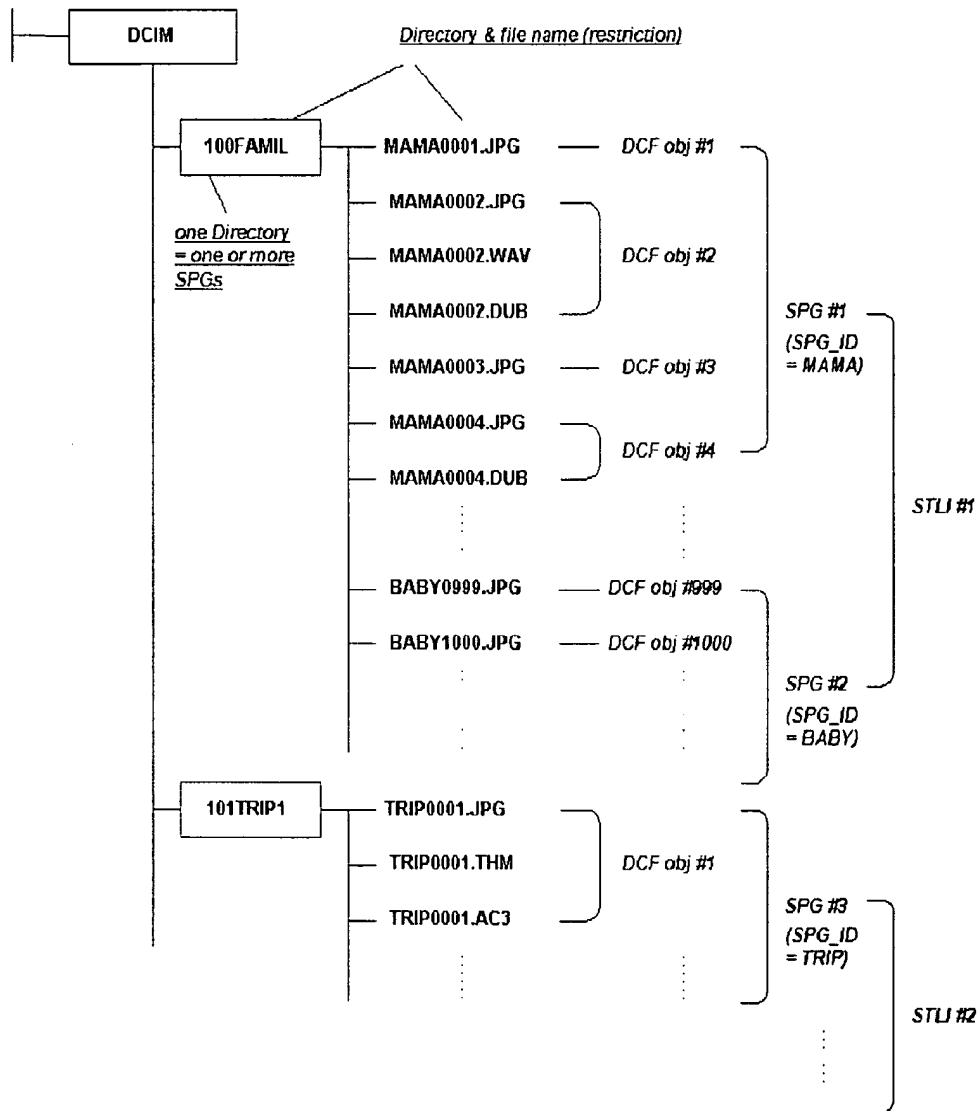 DCIM
Directory & file name (restriction)
100FAMIL
MAMA0001.JPG
DCF obj #1
one Directory
= one or more
SPGs
MAMA0002.JPG
MAMA0002.WAV
DCF obj #2
MAMA0002.DUB
SPG #1
(SPG_ID
= MAMA)
MAMA0003.JPG
DCF obj #3
MAMA0004.JPG
DCF obj #4
MAMA0004.DUB
STLI #1
BABY0999.JPG
DCF obj #999
BABY1000.JPG
DCF obj #1000
SPG #2
(SPG_ID
= BABY)
101TRIP1
TRIP0001.JPG
TRIP0001.THM
DCF obj #1
TRIP0001.AC3
SPG #3
(SPG_ID
= TRIP)
STLI #2